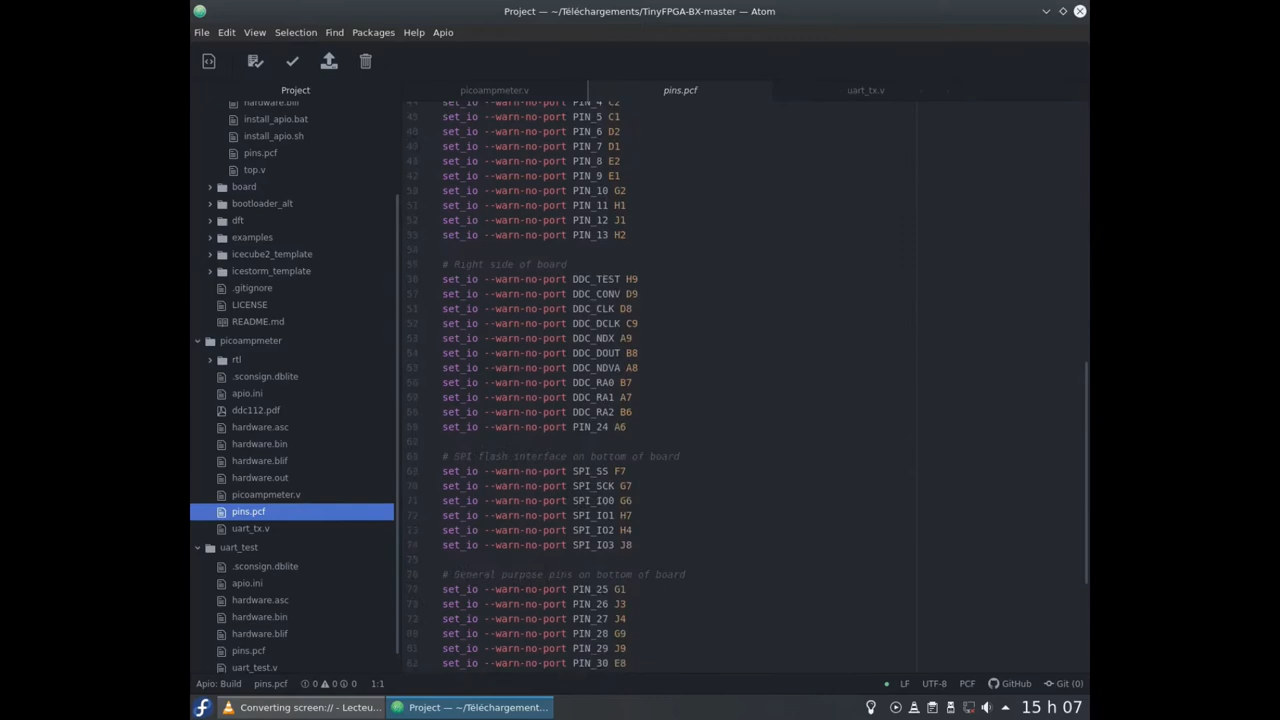 Project — ~/Téléchargements/TinyFPGA-BX-master — Atom
File Edit View Selection Find Packages Help Apio
Project
picoampmeter.v
pins.pcf
uart_tx.v
hardware.blif
install_apio.bat
install_apio.sh
pins.pcf
top.v
board
bootloader_alt
dft
examples
icecube2_template
icestorm_template
.gitignore
LICENSE
README.md
picoampmeter
rtl
.sconsign.dblite
apio.ini
ddc112.pdf
hardware.asc
hardware.bin
hardware.blif
hardware.out
picoampmeter.v
pins.pcf
uart_tx.v
uart_test
.sconsign.dblite
apio.ini
hardware.asc
hardware.bin
hardware.blif
pins.pcf
uart_test.v
set_io --warn-no-port PIN_4 C2
set_io --warn-no-port PIN_5 C1
set_io --warn-no-port PIN_6 D2
set_io --warn-no-port PIN_7 D1
set_io --warn-no-port PIN_8 E2
set_io --warn-no-port PIN_9 E1
set_io --warn-no-port PIN_10 G2
set_io --warn-no-port PIN_11 H1
set_io --warn-no-port PIN_12 J1
set_io --warn-no-port PIN_13 H2
# Right side of board
set_io --warn-no-port DDC_TEST H9
set_io --warn-no-port DDC_CONV D9
set_io --warn-no-port DDC_CLK D8
set_io --warn-no-port DDC_DCLK C9
set_io --warn-no-port DDC_NDX A9
set_io --warn-no-port DDC_DOUT B8
set_io --warn-no-port DDC_NDVA A8
set_io --warn-no-port DDC_RA0 B7
set_io --warn-no-port DDC_RA1 A7
set_io --warn-no-port DDC_RA2 B6
set_io --warn-no-port PIN_24 A6
# SPI flash interface on bottom of board
set_io --warn-no-port SPI_SS F7
set_io --warn-no-port SPI_SCK G7
set_io --warn-no-port SPI_IO0 G6
set_io --warn-no-port SPI_IO1 H7
set_io --warn-no-port SPI_IO2 H4
set_io --warn-no-port SPI_IO3 J8
# General purpose pins on bottom of board
set_io --warn-no-port PIN_25 G1
set_io --warn-no-port PIN_26 J3
set_io --warn-no-port PIN_27 J4
set_io --warn-no-port PIN_28 G9
set_io --warn-no-port PIN_29 J9
set_io --warn-no-port PIN_30 E8
Apio: Build pins.pcf 0 0 0 1:1 LF UTF-8 PCF GitHub Git (0)
Converting screen:// - Lecteu... Project — ~/Téléchargement... 15 h 07